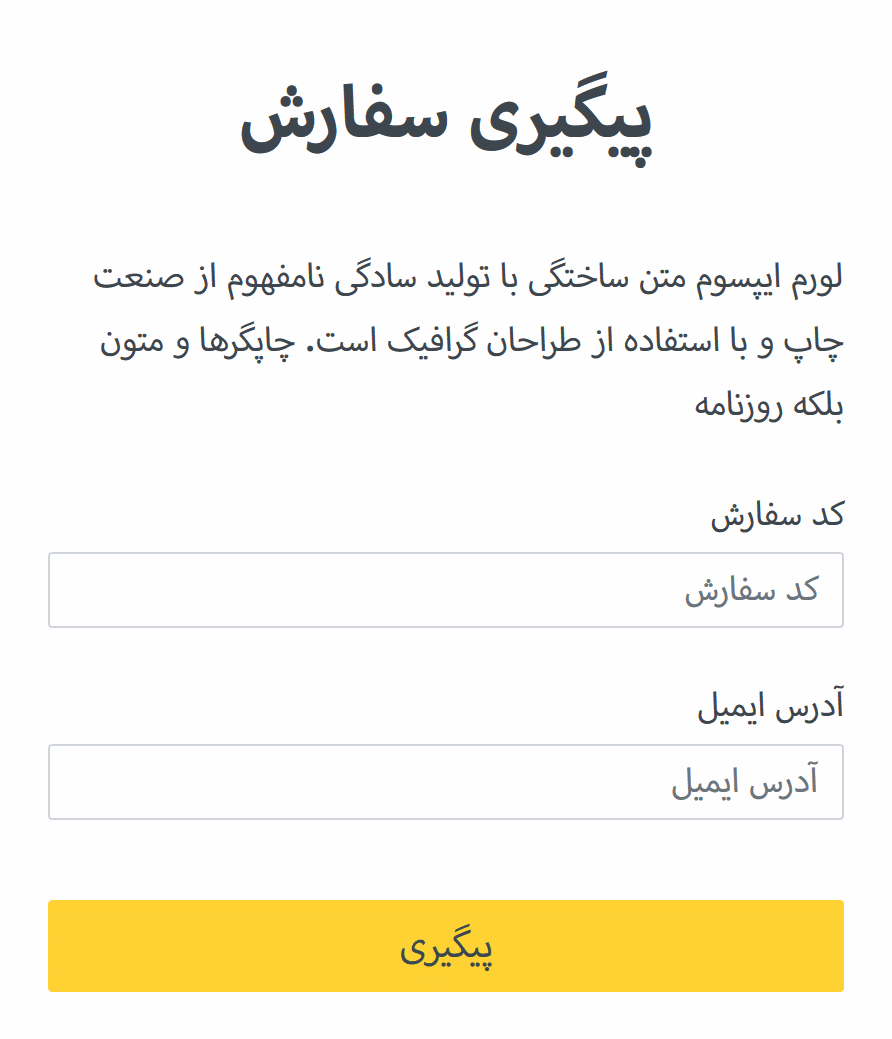 پیگیری سفارش
لورم ایپسوم متن ساختگی با تولید سادگی نامفهوم از صنعت
چاپ و با استفاده از طراحان گرافیک است. چاپگرها و متون
بلکه روزنامه
کد سفارش
کد سفارش
آدرس ایمیل
آدرس ایمیل
پیگیری